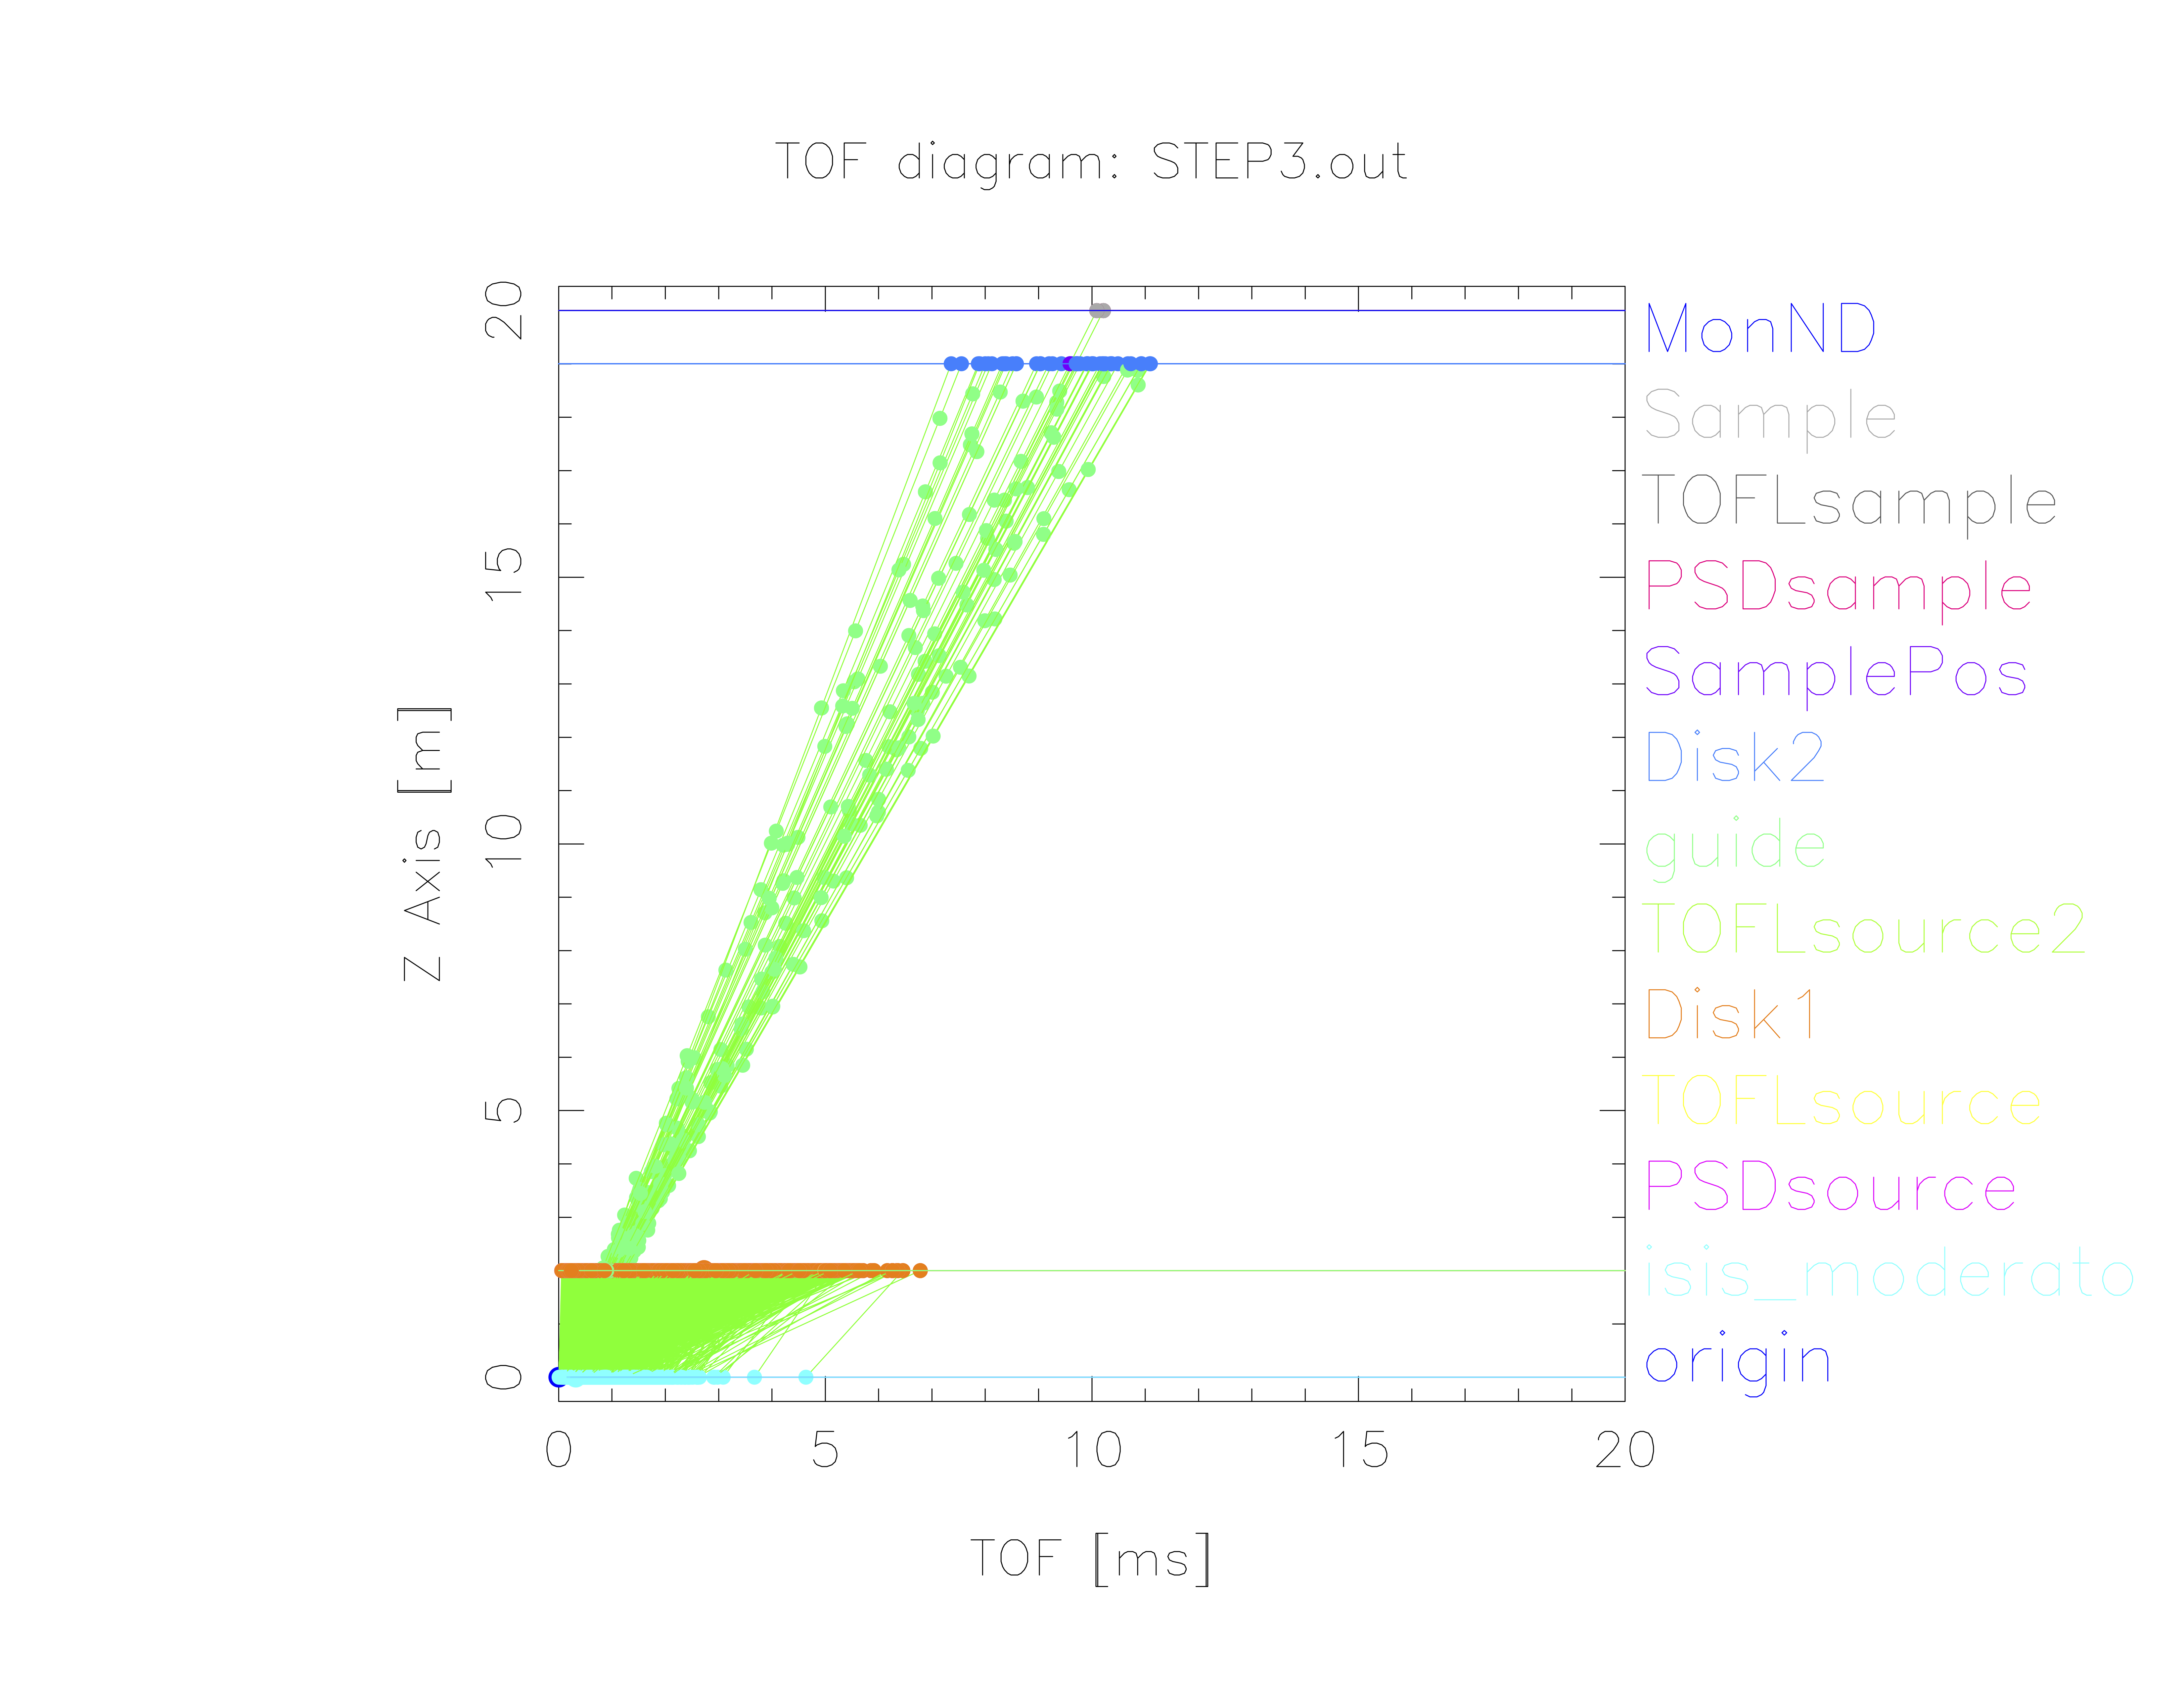 TOF diagram: STEP3.out
20
15
10
5
0
Z Axis [m]
0 5 10 15 20
TOF [ms]
MonND
Sample
TOFLsample
PSDsample
SamplePos
Disk2
guide
TOFLsource2
Disk1
TOFLsource
PSDsource
isis_moderato
origin